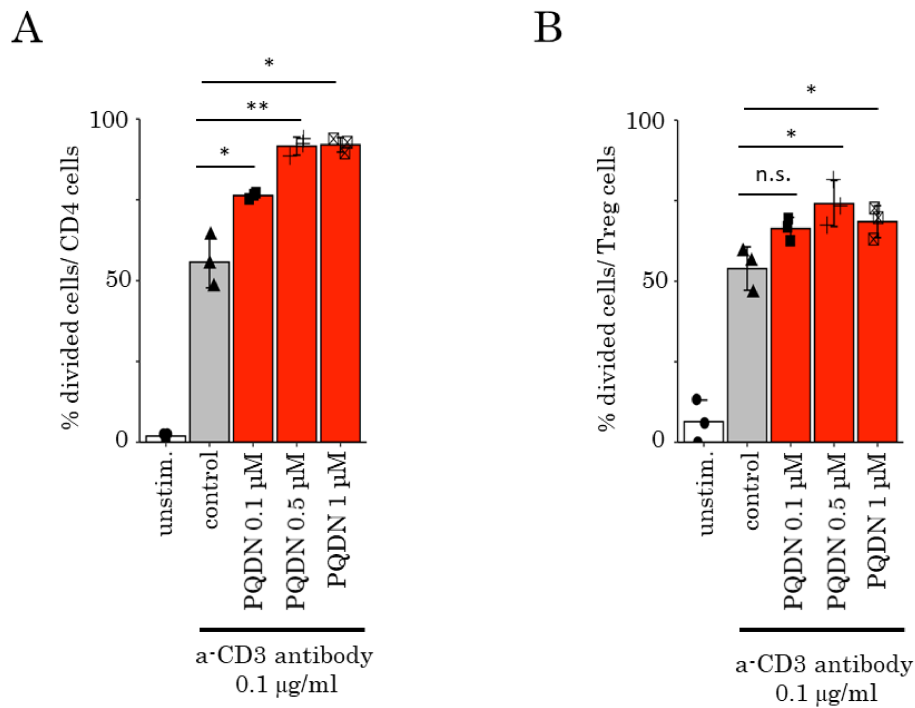 A
% divided cells/ CD4 cells
100
50
0
*
**
*
unstim.
control
PQDN 0.1 µM
PQDN 0.5 µM
PQDN 1 µM
a-CD3 antibody
0.1 µg/ml
B
% divided cells/ Treg cells
100
50
0
*
*
n.s.
unstim.
control
PQDN 0.1 µM
PQDN 0.5 µM
PQDN 1 µM
a-CD3 antibody
0.1 µg/ml